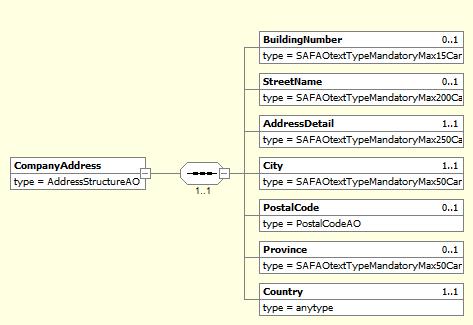 BuildingNumber 0..1
type = SAFAOtextTypeMandatoryMax15Car
StreetName 0..1
type = SAFAOtextTypeMandatoryMax200Ca
AddressDetail 1..1
type = SAFAOtextTypeMandatoryMax250Ca
CompanyAddress
type = AddressStructureAO
1..1
City 1..1
type = SAFAOtextTypeMandatoryMax50Car
PostalCode 0..1
type = PostalCodeAO
Province 0..1
type = SAFAOtextTypeMandatoryMax50Car
Country 1..1
type = anytype